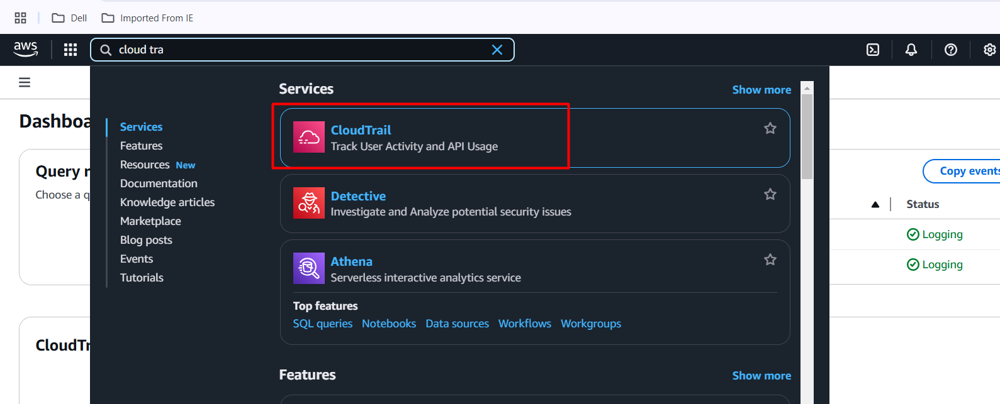 Dell
Imported From IE
aws
cloud tra
Services
Show more
CloudTrail
Track User Activity and API Usage
Detective
Investigate and Analyze potential security issues
Athena
Serverless interactive analytics service
Top features
SQL queries Notebooks Data sources Workflows Workgroups
Features
Show more
Services
Features
Resources New
Documentation
Knowledge articles
Marketplace
Blog posts
Events
Tutorials
Dashboa
Query
Choose a q
CloudTr
Copy events
Status
Logging
Logging